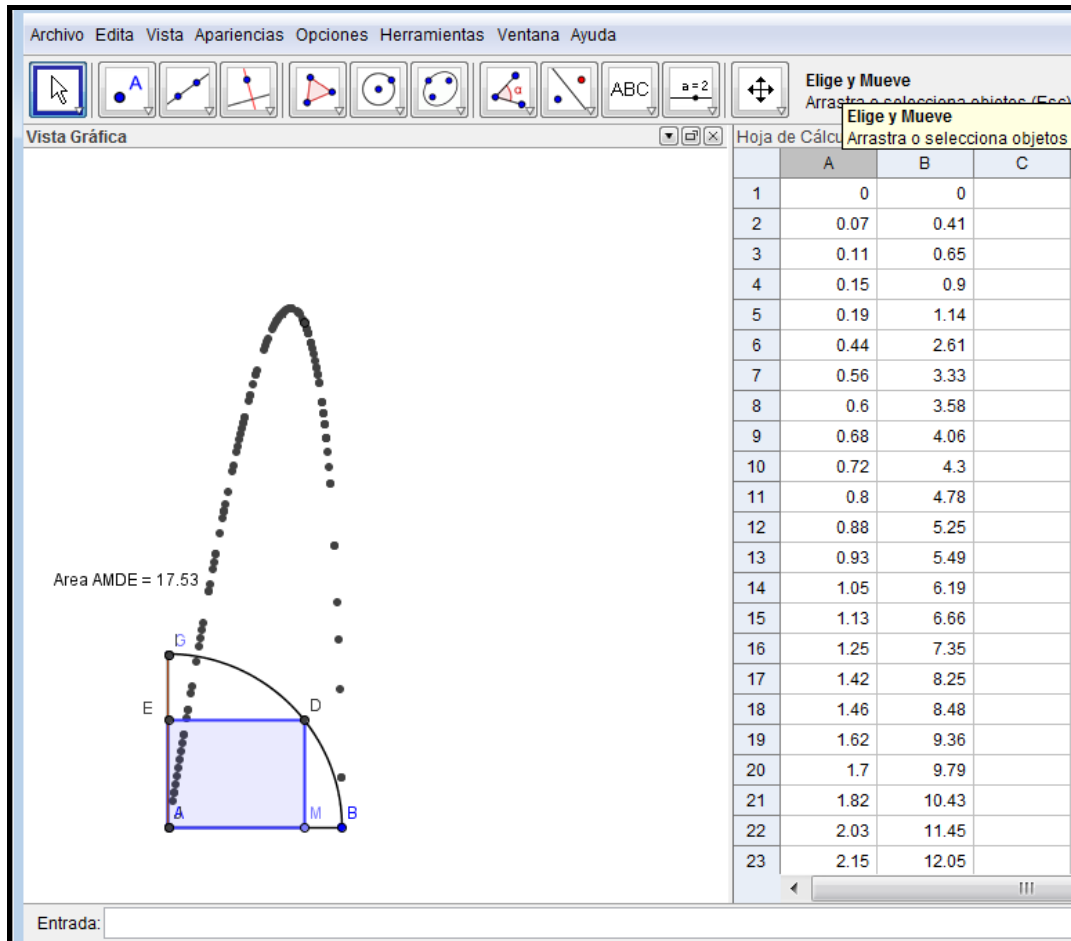 Archivo Edita Vista Apariencias Opciones Herramientas Ventana Ayuda
A
ABC
a=2
Elige y Mueve
Arrastra o selecciona objetos (Esc)
Elige y Mueve
Arrastra o selecciona objetos
Vista Gráfica
Hoja de Cálcu
A B C
1 0 0
2 0.07 0.41
3 0.11 0.65
4 0.15 0.9
5 0.19 1.14
6 0.44 2.61
7 0.56 3.33
8 0.6 3.58
9 0.68 4.06
10 0.72 4.3
11 0.8 4.78
12 0.88 5.25
13 0.93 5.49
14 1.05 6.19
15 1.13 6.66
16 1.25 7.35
17 1.42 8.25
18 1.46 8.48
19 1.62 9.36
20 1.7 9.79
21 1.82 10.43
22 2.03 11.45
23 2.15 12.05
Area AMDE = 17.53
G
E
D
A
M
B
Entrada: